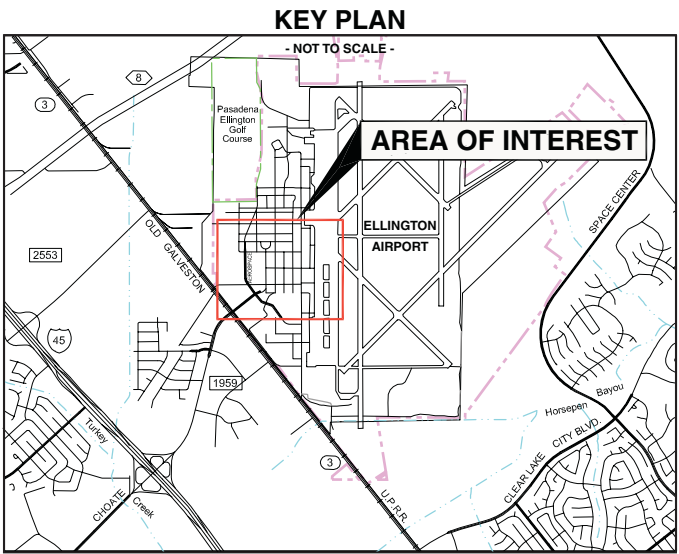 KEY PLAN
- NOT TO SCALE -
8
3
Pasadena
Ellington
Golf
Course
AREA OF INTEREST
SPACE CENTER
OLD GALVESTON
ELLINGTON
AIRPORT
2553
AEROSPACE
45
1959
Turkey
Creek
CHOATE
3
U.P.R.R.
Horsepen Bayou
CLEAR LAKE CITY BLVD.